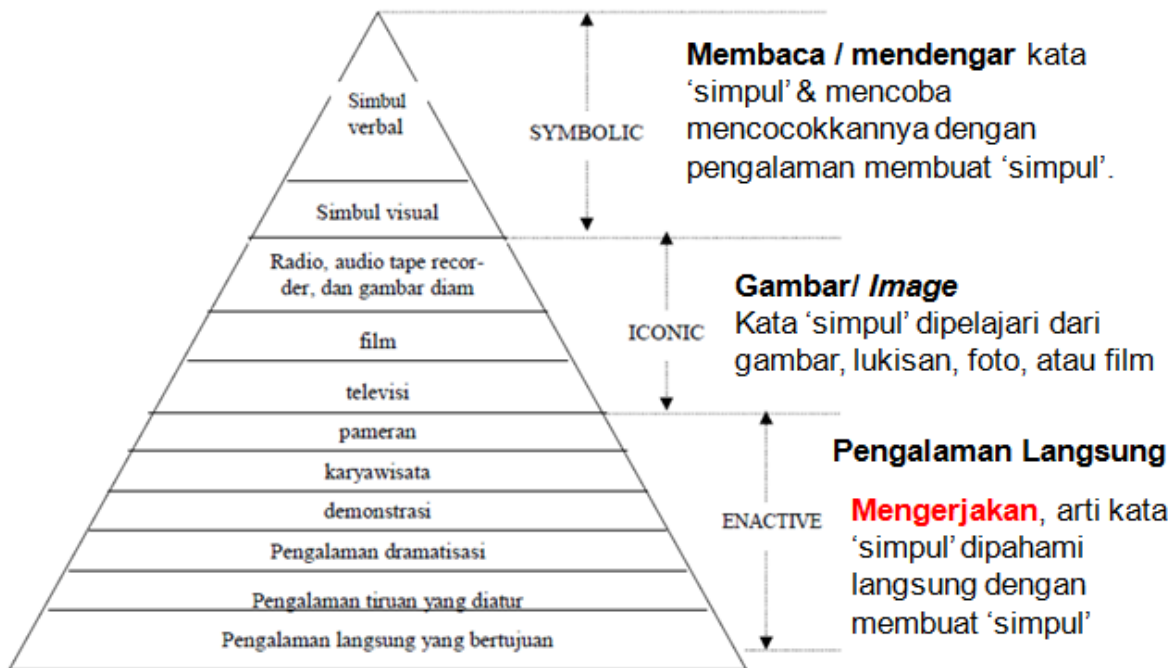 Simbul
verbal
Simbul visual
Radio, audio tape recor-
der, dan gambar diam
film
televisi
pameran
karyawisata
demonstrasi
Pengalaman dramatisasi
Pengalaman tiruan yang diatur
Pengalaman langsung yang bertujuan
SYMBOLIC
ICONIC
ENACTIVE
Membaca / mendengar kata
‘simpul’ & mencoba
mencocokkannya dengan
pengalaman membuat ‘simpul’.
Gambar/ Image
Kata ‘simpul’ dipelajari dari
gambar, lukisan, foto, atau film
Pengalaman Langsung
Mengerjakan, arti kata
‘simpul’ dipahami
langsung dengan
membuat ‘simpul’